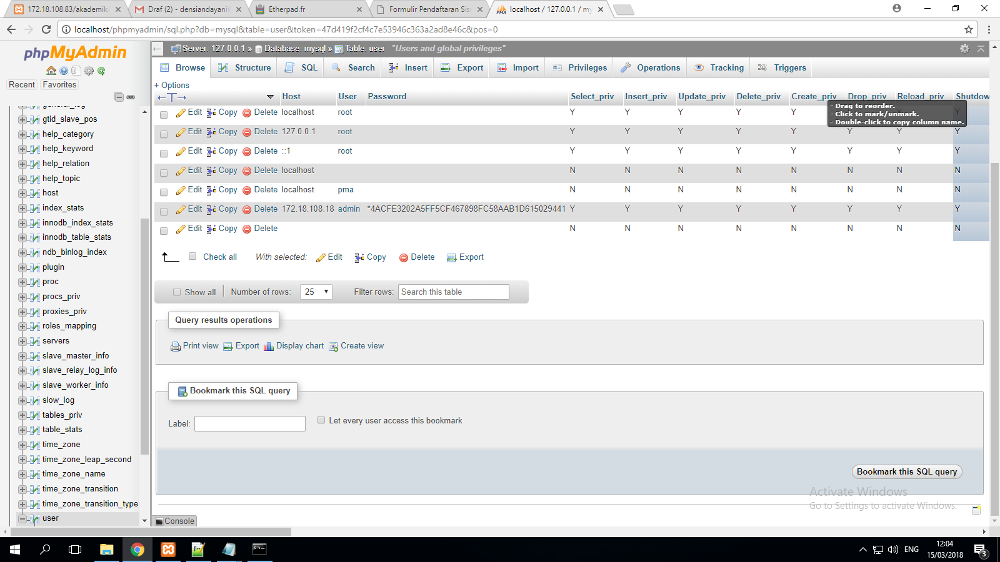 172.18.108.83/akademik
Draf (2) - densiandayani
Etherpad.fr
Formulir Pendaftaran Sis
localhost / 127.0.0.1 / my
localhost/phpmyadmin/sql.php?db=mysql&table=user&token=47d419f2cf4c7e53946c363a2ad8e46c&pos=0
phpMyAdmin
Recent
Favorites
general_log
gtid_slave_pos
help_category
help_keyword
help_relation
help_topic
host
index_stats
innodb_index_stats
innodb_table_stats
ndb_binlog_index
plugin
proc
procs_priv
proxies_priv
roles_mapping
servers
slave_master_info
slave_relay_log_info
slave_worker_info
slow_log
tables_priv
table_stats
time_zone
time_zone_leap_second
time_zone_name
time_zone_transition
time_zone_transition_type
user
Server: 127.0.0.1 » Database: mysql » Table: user "Users and global privileges"
Browse Structure SQL Search Insert Export Import Privileges Operations Tracking Triggers
+ Options
Host User Password Select_priv Insert_priv Update_priv Delete_priv Create_priv Drop_priv Reload_priv Shutdow
- Drag to reorder.
- Click to mark/unmark.
- Double-click to copy column name.
Edit Copy Delete localhost root Y Y Y Y Y
Edit Copy Delete 127.0.0.1 root Y Y Y Y Y Y Y Y
Edit Copy Delete ::1 root Y Y Y Y Y Y Y Y
Edit Copy Delete localhost N N N N N N N N
Edit Copy Delete localhost pma N N N N N N N N
Edit Copy Delete 172.18.108.18 admin *4ACFE3202A5FF5CF467898FC58AAB1D615029441 Y Y Y Y Y Y Y Y
Edit Copy Delete N N N N N N N N
Check all With selected: Edit Copy Delete Export
Show all Number of rows: 25 Filter rows: Search this table
Query results operations
Print view Export Display chart Create view
Bookmark this SQL query
Label: Let every user access this bookmark
Bookmark this SQL query
Activate Windows
Go to Settings to activate Windows.
Console
ENG
12:04
15/03/2018
3